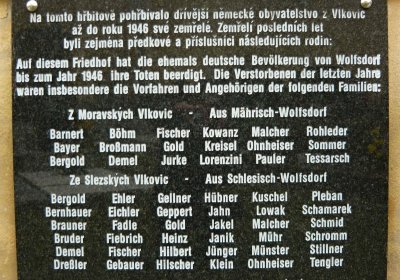 Na tomto hřbitově pohřbívalo dřívější německé obyvatelstvo z Vlkovic
až do roku 1946 své zemřelé. Zemřelí posledních let
byli zejména předkové a příslušníci následujících rodin:
Auf diesem Friedhof hat die ehemals deutsche Bevölkerung von Wolfsdorf
bis zum Jahr 1946 ihre Toten beerdigt. Die Verstorbenen der letzten Jahre
waren insbesondere die Vorfahren und Angehörigen der folgenden Familien:
Z Moravských Vlkovic - Aus Mährisch-Wolfsdorf
Barnert Böhm Fischer Kowanz Malcher Rohleder
Bayer Broßmann Gold Kreisel Ohnheiser Sommer
Bergold Demel Jurke Lorenzini Pauler Tessarsch
Ze Slezských Vlkovic - Aus Schlesisch-Wolfsdorf
Bergold Ehler Gellner Hübner Kuschel Pleban
Bernhauer Eichler Geppert Jahn Lowak Schamarek
Brauner Fadle Gold Jakel Malcher Schmid
Bruder Fiebrich Heinz Janik Mühr Schromm
Demel Fischer Hilbert Jünger Münster Stillner
Dreßler Gebauer Hilscher Klein Ohnheiser Tengler